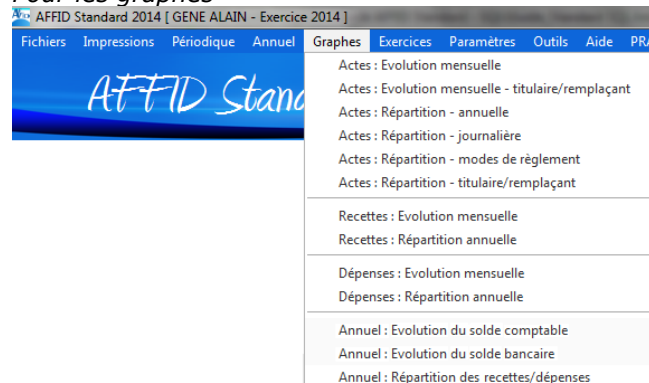 Pour les graphes
AFFID Standard 2014 [ GENE ALAIN - Exercice 2014 ]
Fichiers Impressions Périodique Annuel Graphes Exercices Paramètres Outils Aide
AFFID Stand
Actes : Evolution mensuelle
Actes : Evolution mensuelle - titulaire/remplaçant
Actes : Répartition - annuelle
Actes : Répartition - journalière
Actes : Répartition - modes de règlement
Actes : Répartition - titulaire/remplaçant
Recettes : Evolution mensuelle
Recettes : Répartition annuelle
Dépenses : Evolution mensuelle
Dépenses : Répartition annuelle
Annuel : Evolution du solde comptable
Annuel : Evolution du solde bancaire
Annuel : Répartition des recettes/dépenses